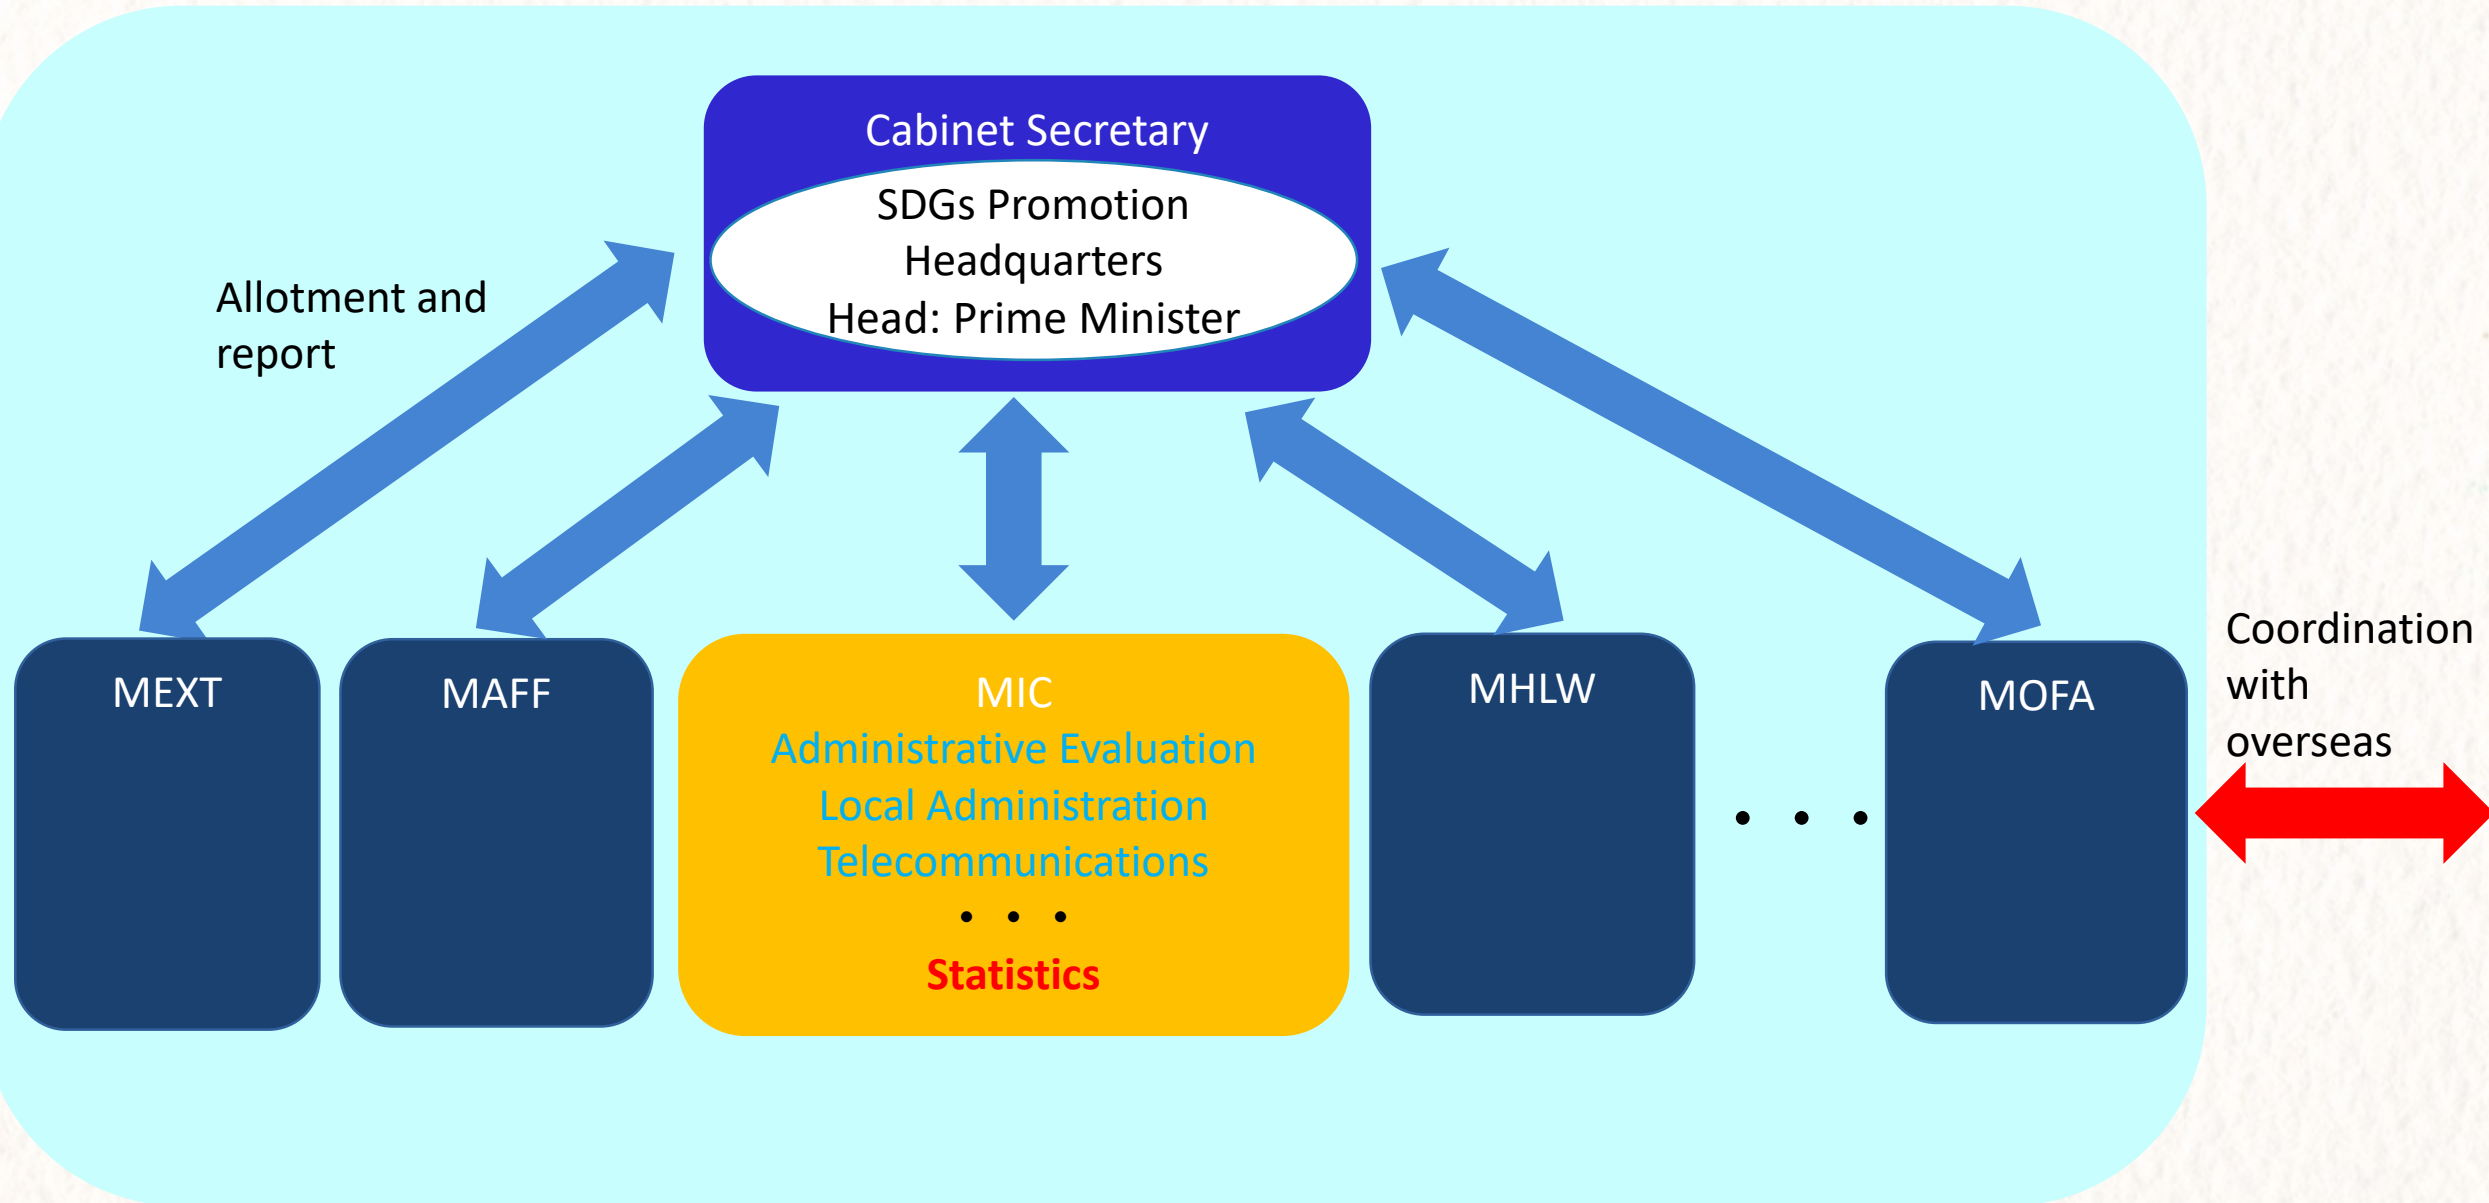 Cabinet Secretary
SDGs Promotion
Headquarters
Head: Prime Minister
Allotment and
report
MEXT
MAFF
MIC
Administrative Evaluation
Local Administration
Telecommunications
・・・
Statistics
MHLW
・・・
MOFA
Coordination
with
overseas